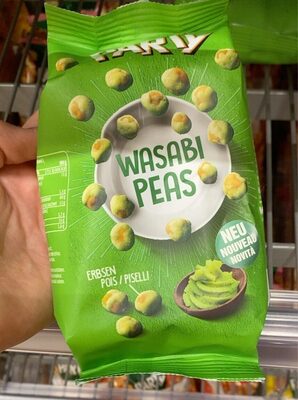 PARTY
WASABI
PEAS
NEU
NOUVEAU
NOVITÀ
ERBSEN
POIS / PISELLI